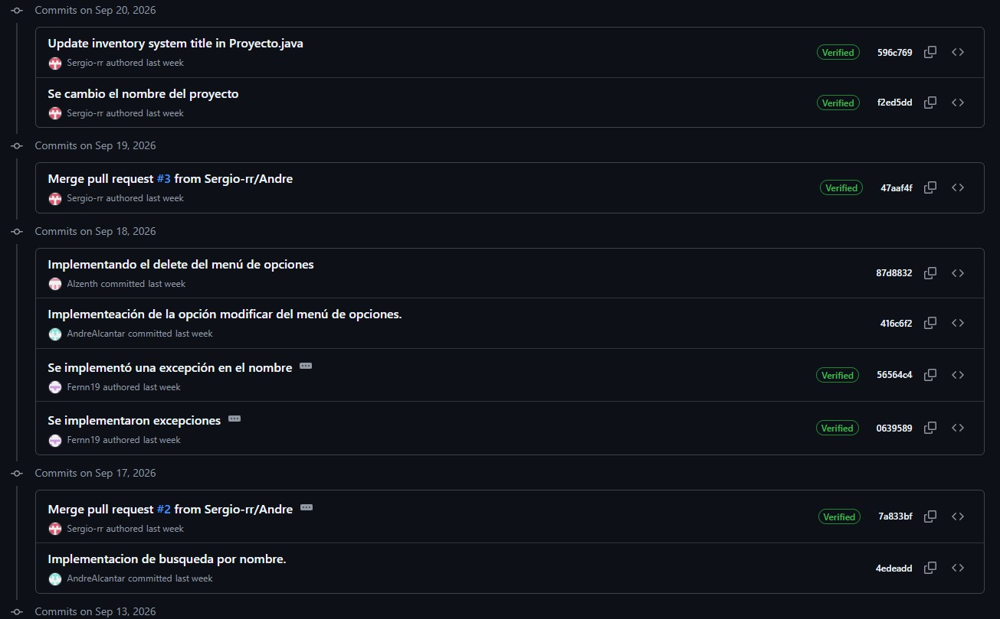 Commits on Sep 20, 2026
Update inventory system title in Proyecto.java
Sergio-rr authored last week
Verified 596c769
Se cambio el nombre del proyecto
Sergio-rr authored last week
Verified f2ed5dd
Commits on Sep 19, 2026
Merge pull request #3 from Sergio-rr/Andre
Sergio-rr authored last week
Verified 47aaf4f
Commits on Sep 18, 2026
Implementando el delete del menú de opciones
Alzenth committed last week
87d8832
Implementeación de la opción modificar del menú de opciones.
AndreAlcantar committed last week
416c6f2
Se implementó una excepción en el nombre
Fernn19 authored last week
Verified 56564c4
Se implementaron excepciones
Fernn19 authored last week
Verified 0639589
Commits on Sep 17, 2026
Merge pull request #2 from Sergio-rr/Andre
Sergio-rr authored last week
Verified 7a833bf
Implementacion de busqueda por nombre.
AndreAlcantar committed last week
4edeadd
Commits on Sep 13, 2026